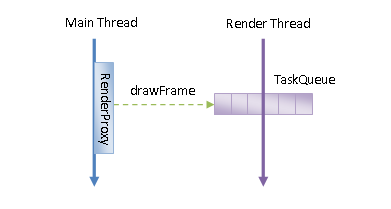 Main Thread
Render Thread
TaskQueue
drawFrame
RenderProxy